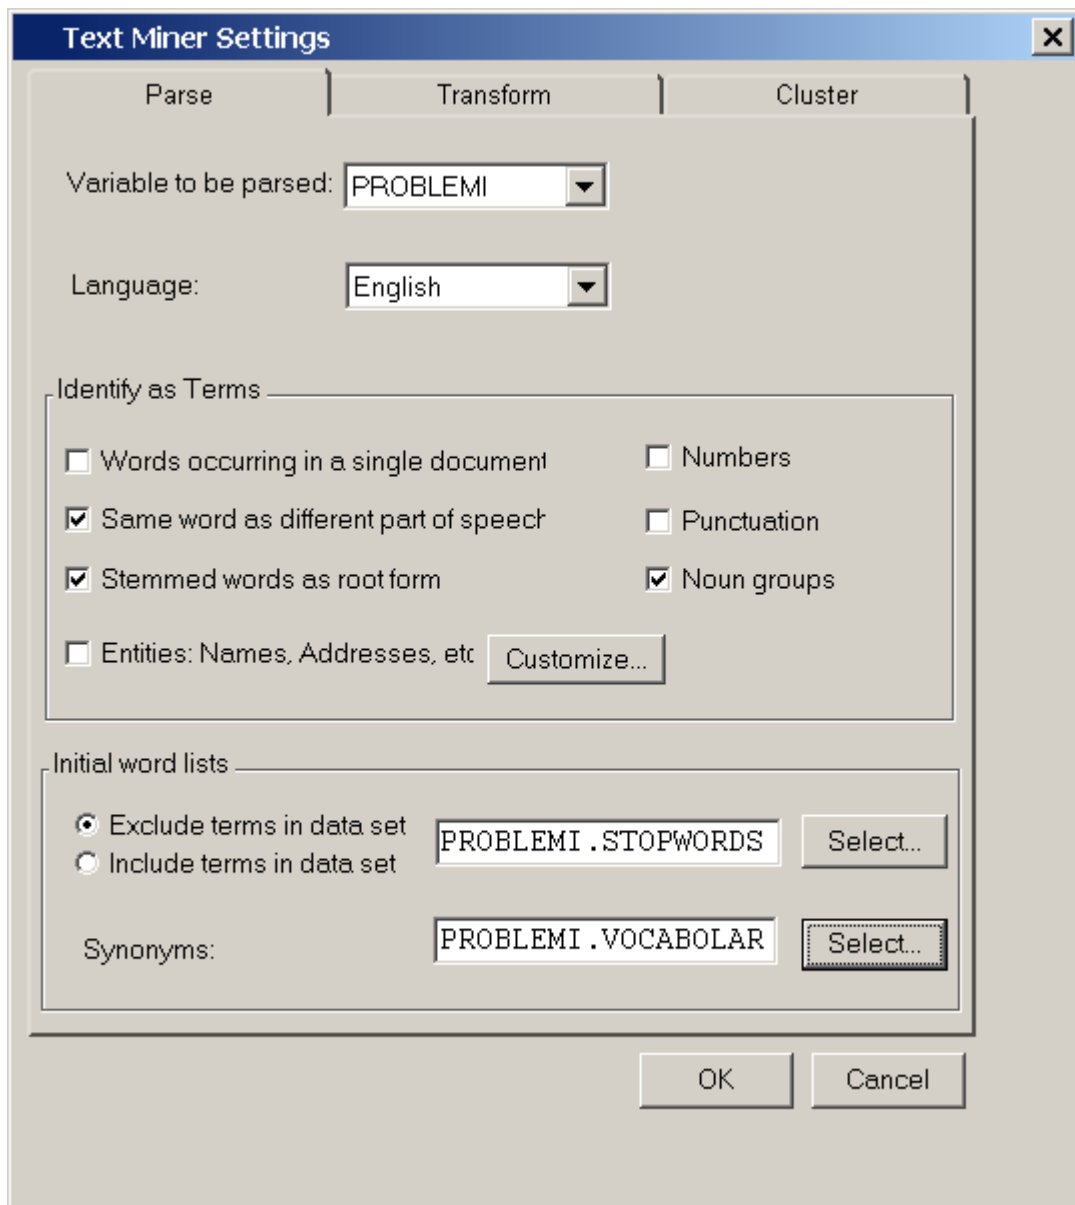 Text Miner Settings
Parse Transform Cluster
Variable to be parsed: PROBLEMI
Language: English
Identify as Terms
Words occurring in a single document Numbers
Same word as different part of speech Punctuation
Stemmed words as root form Noun groups
Entities: Names, Addresses, etc Customize...
Initial word lists
Exclude terms in data set PROBLEMI.STOPWORDS Select...
Include terms in data set
Synonyms: PROBLEMI.VOCABOLAR Select...
OK Cancel